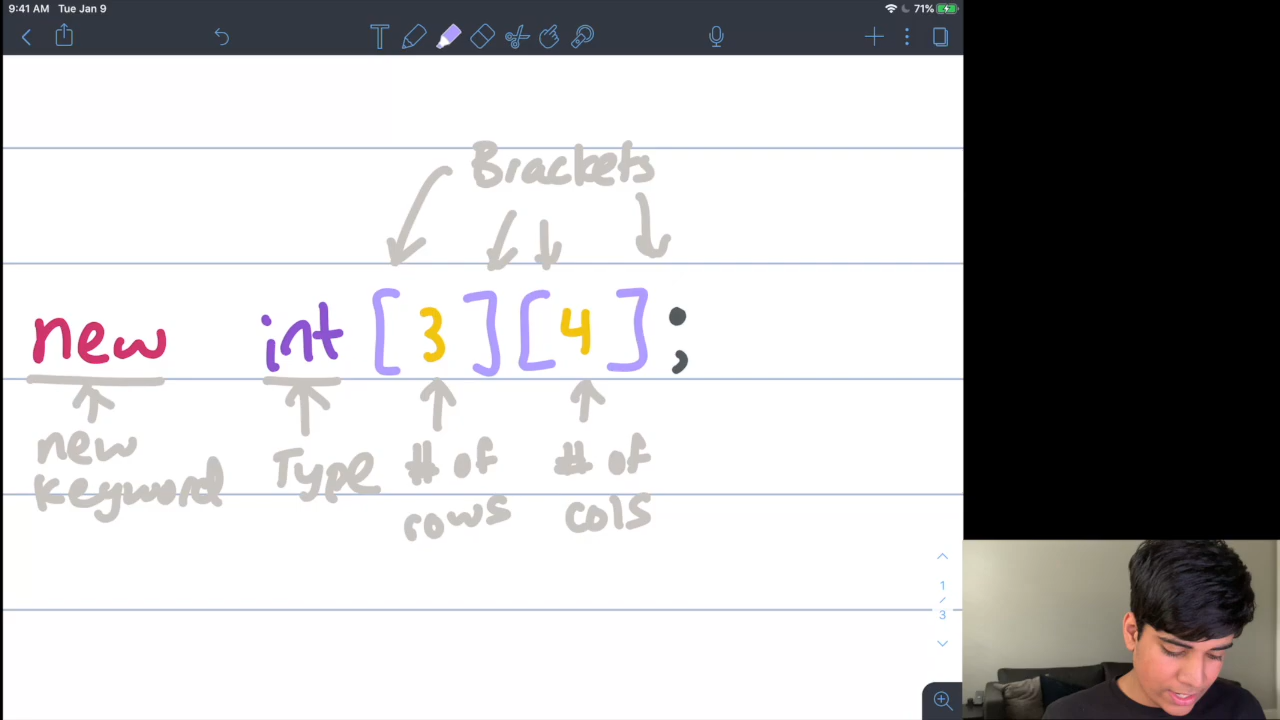 9:41 AM Tue Jan 9
71%
T
Brackets
new int [3][4];
new keyword
Type
# of rows
# of cols
1
/
3